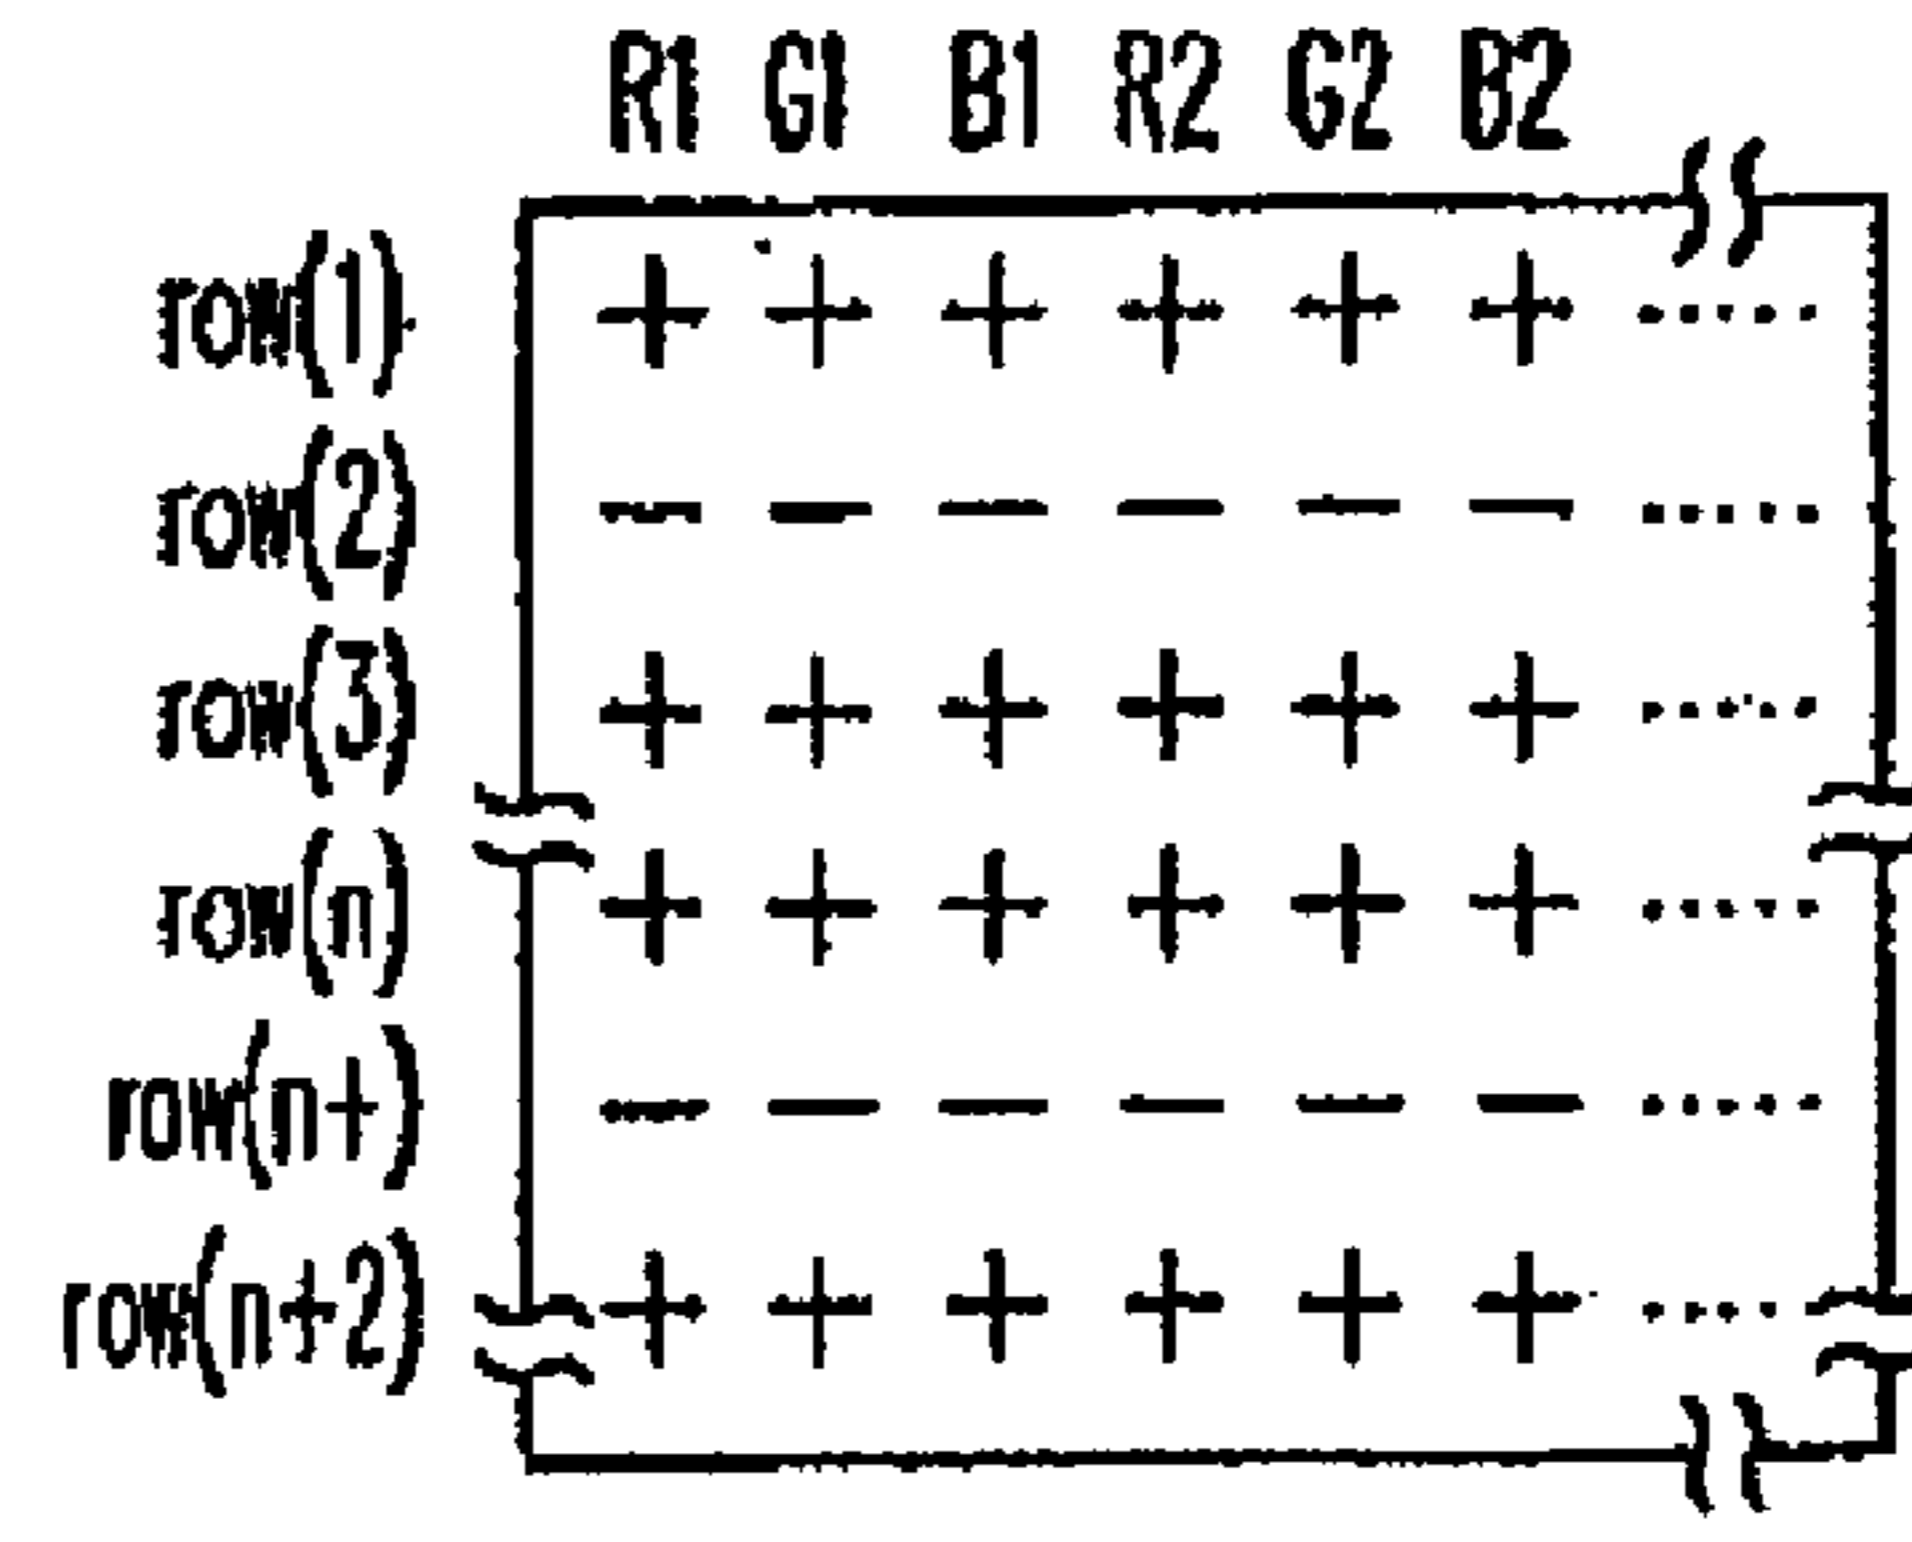 R1 G1 B1 R2 G2 B2
row(1) + + + + + + .....
row(2) — — — — — — .....
row(3) + + + + + + .....
row(n) + + + + + + .....
row(n+) — — — — — — .....
row(n+2) + + + + + + .....